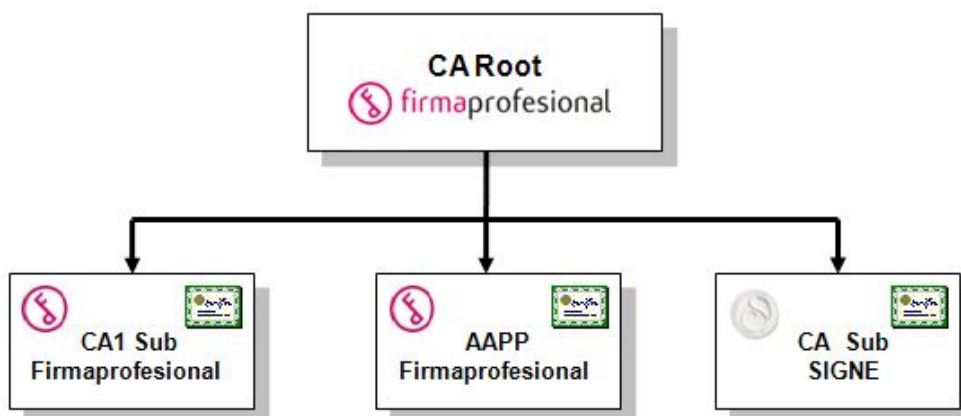 CA Root
firmaprofesional
CA1 Sub
Firmaprofesional
AAPP
Firmaprofesional
CA Sub
SIGNE